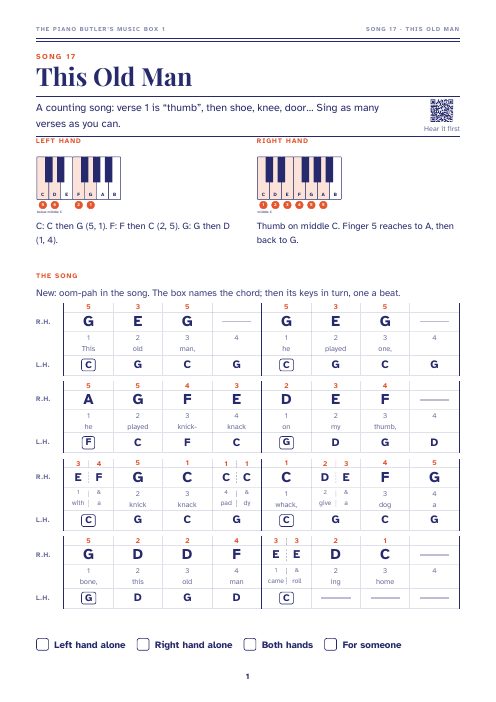 THE PIANO BUTLER'S MUSIC BOX 1
SONG 17 · THIS OLD MAN
SONG 17
This Old Man
A counting song: verse 1 is “thumb”, then shoe, knee, door... Sing as many
verses as you can.
Hear it first
LEFT HAND
RIGHT HAND
C D E F G A B
C D E F G A B
5 4 2 1
1 2 3 4 5 5
C: C then G (5, 1). F: F then C (2, 5). G: G then D
(1, 4).
Thumb on middle C. Finger 5 reaches to A, then
back to G.
THE SONG
New: oom-pah in the song. The box names the chord; then its keys in turn, one a beat.
5 3 5 5 3 5
R.H. G E G G E G
1 2 3 4 1 2 3 4
This old man, he played one,
L.H. C G C G C G C G
5 5 4 3 2 3 4
R.H. A G F E D E F
1 2 3 4 1 2 3 4
he played knick- knack on my thumb,
L.H. F C F C G D G D
3 4 5 1 1 1 1 2 3 4 5
R.H. E F G C C C C D E F G
1 & 2 3 4 & 1 2 & 3 4
with a knick knack pad dy whack, give a dog a
L.H. C G C G C G C G
5 2 2 4 3 3 2 1
R.H. G D D F E E D C
1 2 3 4 1 & 2 3 4
bone, this old man came roll ing home
L.H. G D G D C
Left hand alone Right hand alone Both hands For someone
1